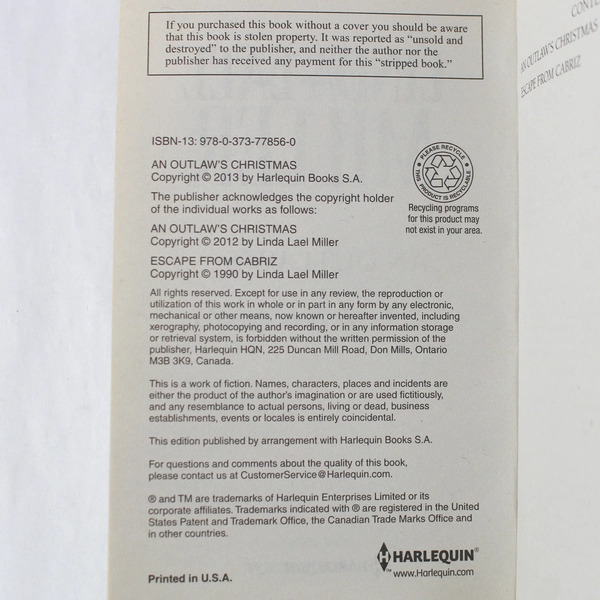 If you purchased this book without a cover you should be aware
that this book is stolen property. It was reported as “unsold and
destroyed” to the publisher, and neither the author nor the
publisher has received any payment for this “stripped book.”
ISBN-13: 978-0-373-77856-0
AN OUTLAW'S CHRISTMAS
Copyright © 2013 by Harlequin Books S.A.
The publisher acknowledges the copyright holder
of the individual works as follows:
AN OUTLAW'S CHRISTMAS
Copyright © 2012 by Linda Lael Miller
ESCAPE FROM CABRIZ
Copyright © 1990 by Linda Lael Miller
PLEASE RECYCLE
THIS PRODUCT IS RECYCLABLE
Recycling programs
for this product may
not exist in your area.
All rights reserved. Except for use in any review, the reproduction or
utilization of this work in whole or in part in any form by any electronic,
mechanical or other means, now known or hereafter invented, including
xerography, photocopying and recording, or in any information storage
or retrieval system, is forbidden without the written permission of the
publisher, Harlequin HQN, 225 Duncan Mill Road, Don Mills, Ontario
M3B 3K9, Canada.
This is a work of fiction. Names, characters, places and incidents are
either the product of the author's imagination or are used fictitiously,
and any resemblance to actual persons, living or dead, business
establishments, events or locales is entirely coincidental.
This edition published by arrangement with Harlequin Books S.A.
For questions and comments about the quality of this book,
please contact us at CustomerService@Harlequin.com.
® and TM are trademarks of Harlequin Enterprises Limited or its
corporate affiliates. Trademarks indicated with ® are registered in the United
States Patent and Trademark Office, the Canadian Trade Marks Office and
in other countries.
HARLEQUIN®
™ www.Harlequin.com
Printed in U.S.A.
AN OUTLAW'S CHRISTMAS
ESCAPE FROM CABRIZ